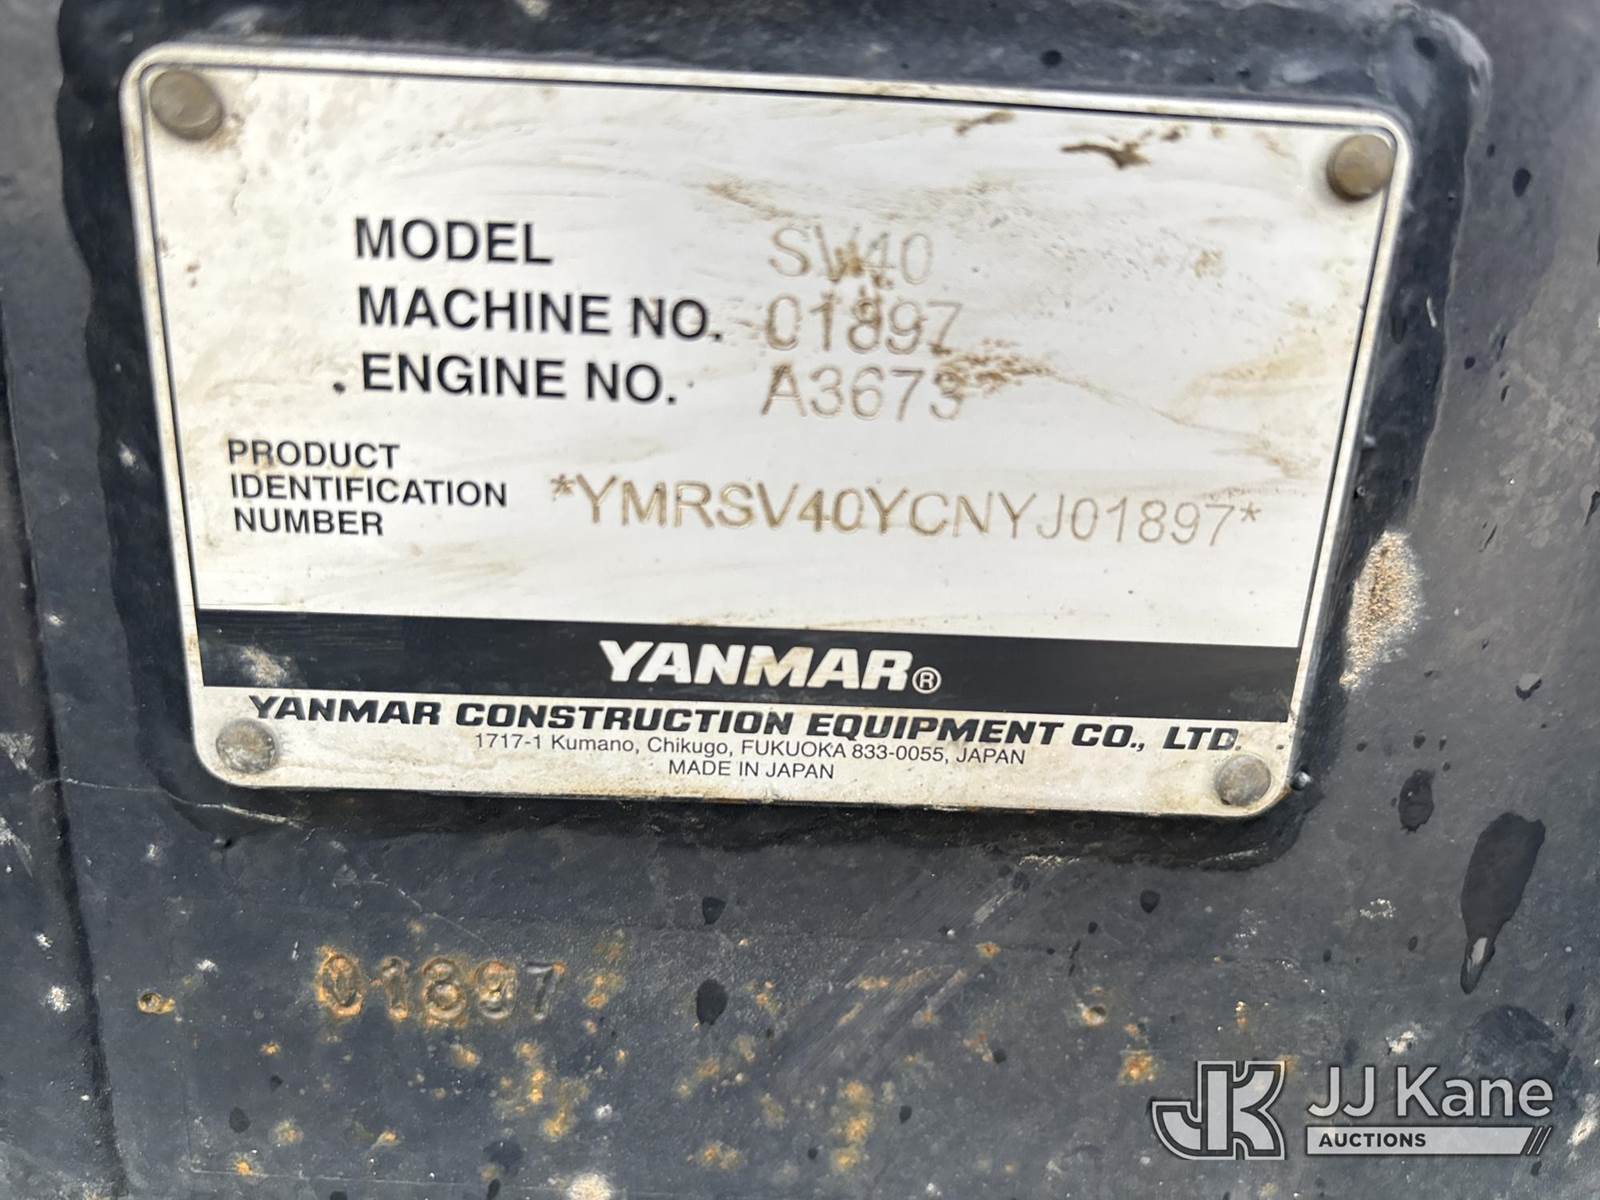 MODEL SV40
MACHINE NO. 01897
ENGINE NO. A3673
PRODUCT
IDENTIFICATION
NUMBER
*YMRSV40YCNYJ01897*
YANMAR®
YANMAR CONSTRUCTION EQUIPMENT CO., LTD.
1717-1 Kumano, Chikugo, FUKUOKA 833-0055, JAPAN
MADE IN JAPAN
01897
JK JJ Kane
AUCTIONS